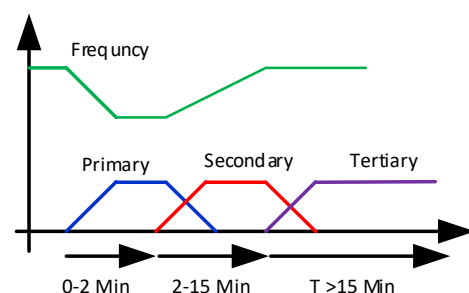 Frequncy
Primary
Secondary
Tertiary
0-2 Min
2-15 Min
T >15 Min